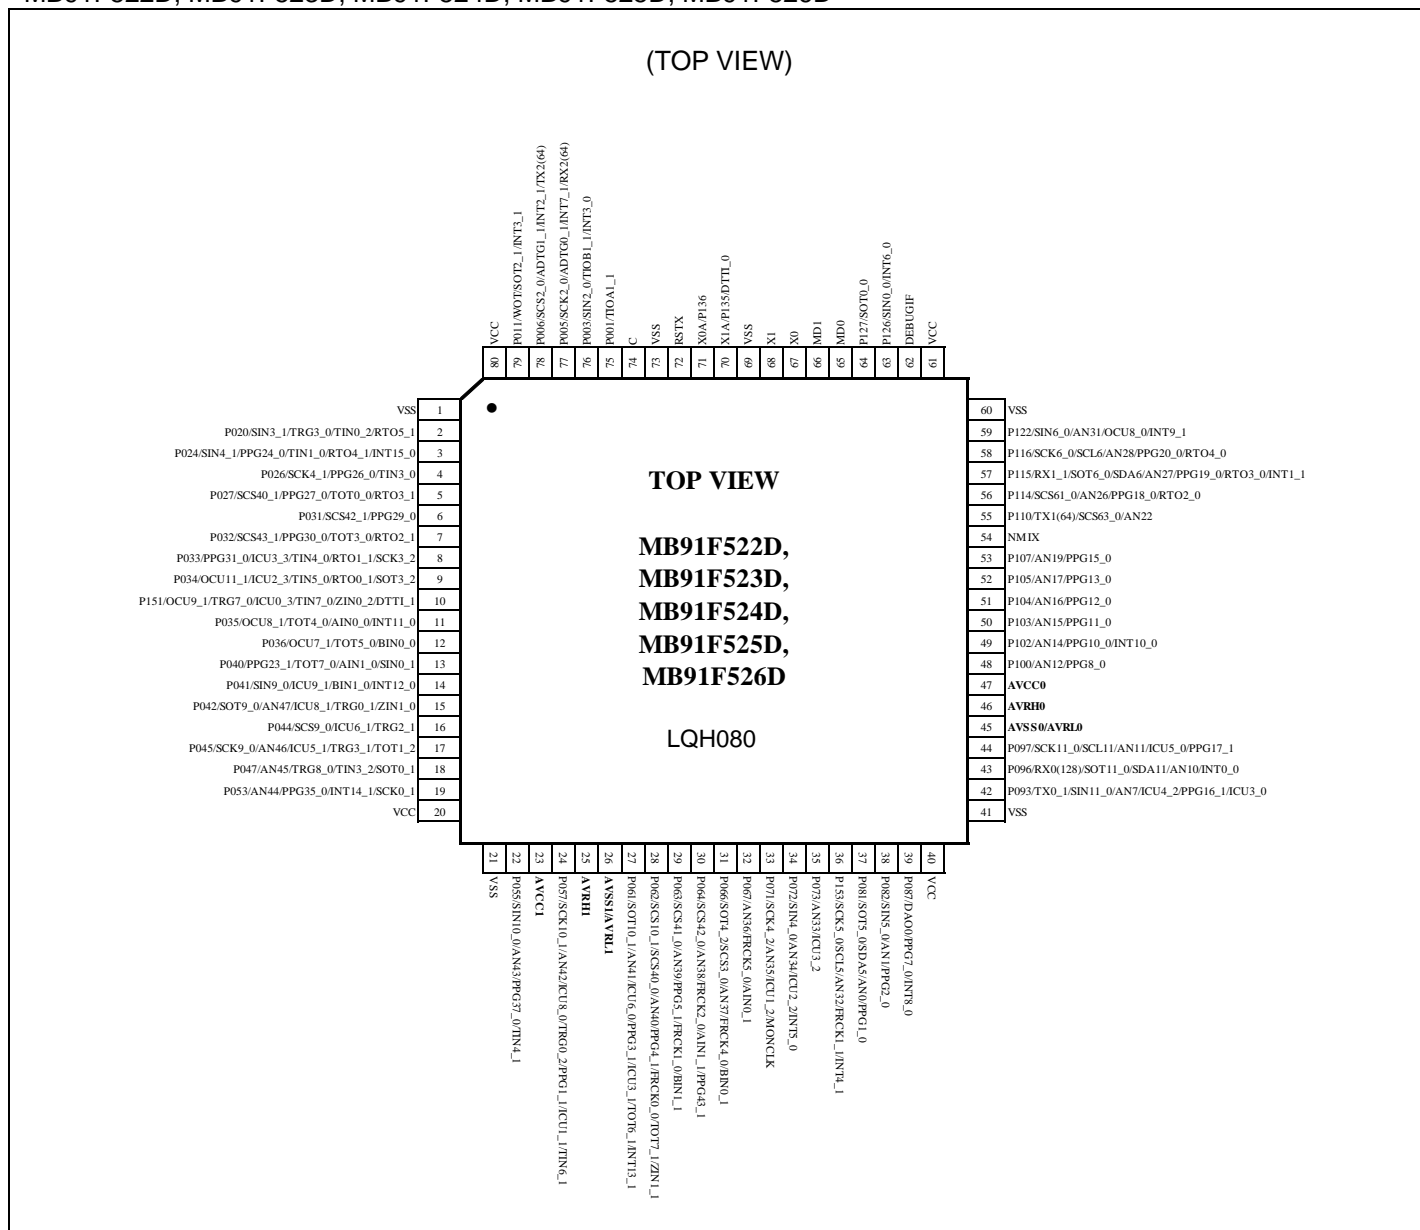 (TOP VIEW)
80 VCC
79 P011/WOT/SOT2_1/INT3_1
78 P006/SCS2_0/ADTG1_1/INT2_1/TX2(64)
77 P005/SCK2_0/ADTG0_1/INT7_1/RX2(64)
76 P003/SIN2_0/TIOB1_1/INT3_0
75 P001/TIOA1_1
74 C
73 VSS
72 RSTX
71 X0A/P136
70 X1A/P135/DTTI_0
69 VSS
68 X1
67 X0
66 MD1
65 MD0
64 P127/SOT0_0
63 P126/SIN0_0/INT6_0
62 DEBUGIF
61 VCC
VSS 1
P020/SIN3_1/TRG3_0/TIN0_2/RTO5_1 2
P024/SIN4_1/PPG24_0/TIN1_0/RTO4_1/INT15_0 3
P026/SCK4_1/PPG26_0/TIN3_0 4
P027/SCS40_1/PPG27_0/TOT0_0/RTO3_1 5
P031/SCS42_1/PPG29_0 6
P032/SCS43_1/PPG30_0/TOT3_0/RTO2_1 7
P033/PPG31_0/ICU3_3/TIN4_0/RTO1_1/SCK3_2 8
P034/OCU11_1/ICU2_3/TIN5_0/RTO0_1/SOT3_2 9
P151/OCU9_1/TRG7_0/ICU0_3/TIN7_0/ZIN0_2/DTTI_1 10
P035/OCU8_1/TOT4_0/AIN0_0/INT11_0 11
P036/OCU7_1/TOT5_0/BIN0_0 12
P040/PPG23_1/TOT7_0/AIN1_0/SIN0_1 13
P041/SIN9_0/ICU9_1/BIN1_0/INT12_0 14
P042/SOT9_0/AN47/ICU8_1/TRG0_1/ZIN1_0 15
P044/SCS9_0/ICU6_1/TRG2_1 16
P045/SCK9_0/AN46/ICU5_1/TRG3_1/TOT1_2 17
P047/AN45/TRG8_0/TIN3_2/SOT0_1 18
P053/AN44/PPG35_0/INT14_1/SCK0_1 19
VCC 20
TOP VIEW
MB91F522D,
MB91F523D,
MB91F524D,
MB91F525D,
MB91F526D
LQH080
60 VSS
59 P122/SIN6_0/AN31/OCU8_0/INT9_1
58 P116/SCK6_0/SCL6/AN28/PPG20_0/RTO4_0
57 P115/RX1_1/SOT6_0/SDA6/AN27/PPG19_0/RTO3_0/INT1_1
56 P114/SCS61_0/AN26/PPG18_0/RTO2_0
55 P110/TX1(64)/SCS63_0/AN22
54 NMIX
53 P107/AN19/PPG15_0
52 P105/AN17/PPG13_0
51 P104/AN16/PPG12_0
50 P103/AN15/PPG11_0
49 P102/AN14/PPG10_0/INT10_0
48 P100/AN12/PPG8_0
47 AVCC0
46 AVRH0
45 AVSS0/AVRL0
44 P097/SCK11_0/SCL11/AN11/ICU5_0/PPG17_1
43 P096/RX0(128)/SOT11_0/SDA11/AN10/INT0_0
42 P093/TX0_1/SIN11_0/AN7/ICU4_2/PPG16_1/ICU3_0
41 VSS
21 VSS
22 P055/SIN10_0/AN43/PPG37_0/TIN4_1
23 AVCC1
24 P057/SCK10_1/AN42/ICU8_0/TRG0_2/PPG1_1/ICU1_1/TIN6_1
25 AVRH1
26 AVSS1/AVRL1
27 P061/SOT10_1/AN41/ICU6_0/PPG3_1/ICU3_1/TOT6_1/INT13_1
28 P062/SCS10_1/SCS40_0/AN40/PPG4_1/FRCK0_0/TOT7_1/ZIN1_1
29 P063/SCS41_0/AN39/PPG5_1/FRCK1_0/BIN1_1
30 P064/SCS42_0/AN38/FRCK2_0/AIN1_1/PPG43_1
31 P066/SOT4_2/SCS3_0/AN37/FRCK4_0/BIN0_1
32 P067/AN36/FRCK5_0/AIN0_1
33 P071/SCK4_2/AN35/ICU1_2/MONCLK
34 P072/SIN4_0/AN34/ICU2_2/INT5_0
35 P073/AN33/ICU3_2
36 P153/SCK5_0/SCL5/AN32/FRCK1_1/INT4_1
37 P081/SOT5_0/SDA5/AN0/PPG1_0
38 P082/SIN5_0/AN1/PPG2_0
39 P087/DAO0/PPG7_0/INT8_0
40 VCC